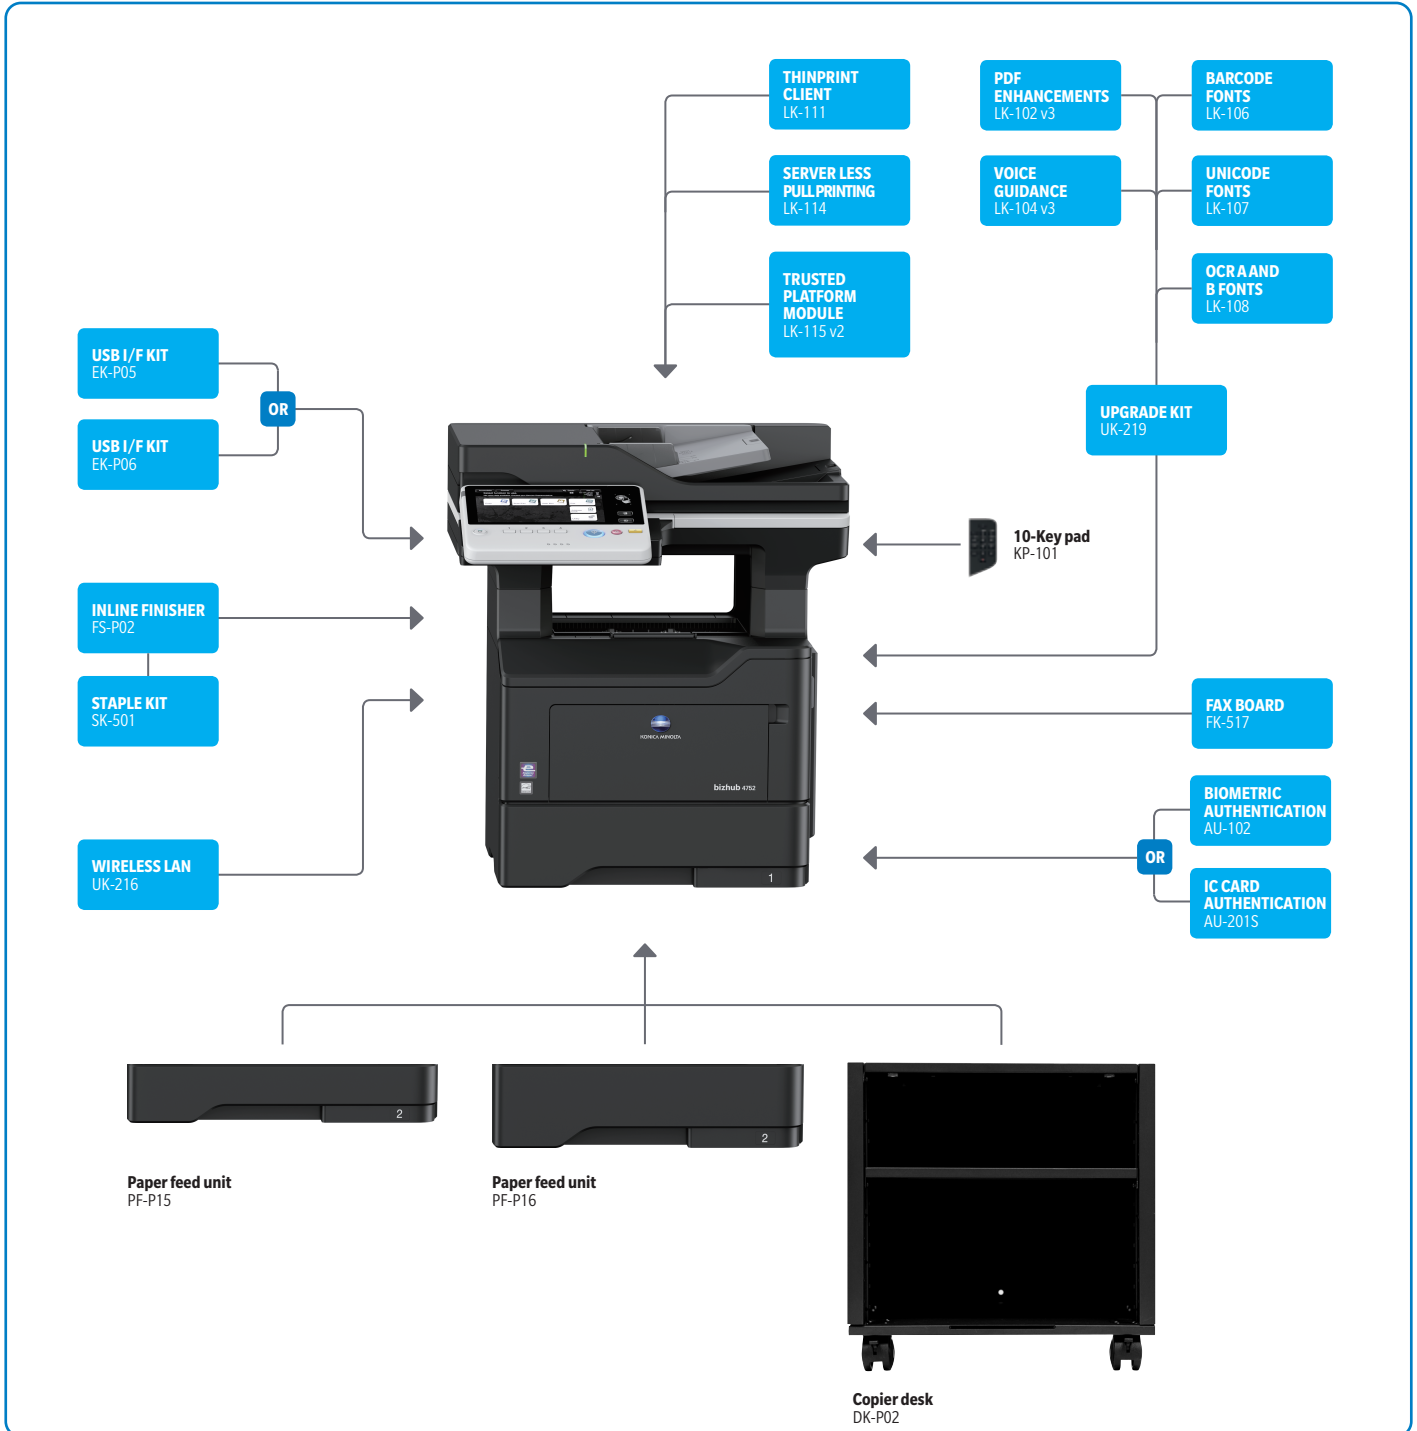 THINPRINT
CLIENT
LK-111
PDF
ENHANCEMENTS
LK-102 v3
BARCODE
FONTS
LK-106
SERVER LESS
PULL PRINTING
LK-114
VOICE
GUIDANCE
LK-104 v3
UNICODE
FONTS
LK-107
TRUSTED
PLATFORM
MODULE
LK-115 v2
OCR A AND
B FONTS
LK-108
USB I/F KIT
EK-P05
OR
USB I/F KIT
EK-P06
UPGRADE KIT
UK-219
10-Key pad
KP-101
INLINE FINISHER
FS-P02
STAPLE KIT
SK-501
FAX BOARD
FK-517
KONICA MINOLTA
bizhub 4752
1
BIOMETRIC
AUTHENTICATION
AU-102
OR
IC CARD
AUTHENTICATION
AU-201S
WIRELESS LAN
UK-216
2
Paper feed unit
PF-P15
2
Paper feed unit
PF-P16
Copier desk
DK-P02